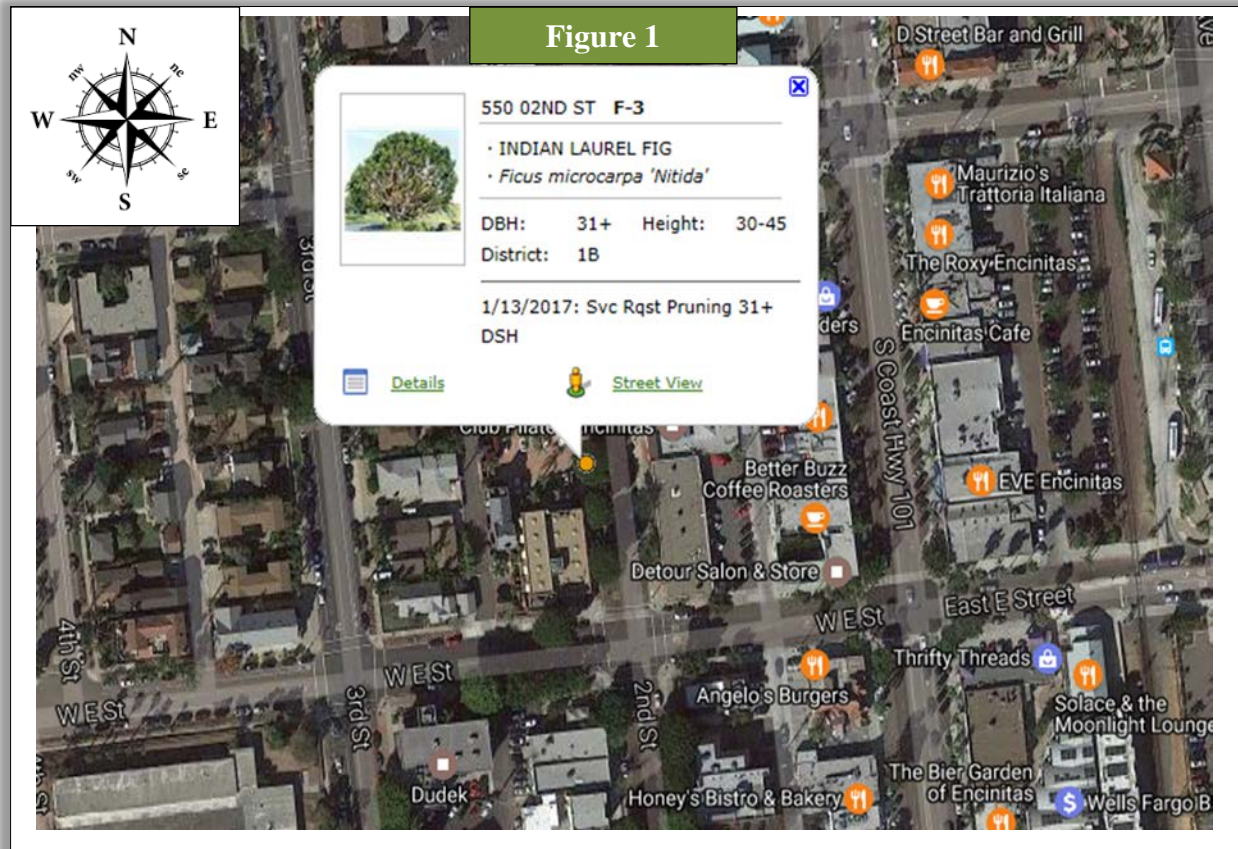 Figure 1
N
nw
ne
W
E
sw
se
S
550 02ND ST F-3
· INDIAN LAUREL FIG
· Ficus microcarpa 'Nitida'
DBH: 31+ Height: 30-45
District: 1B
1/13/2017: Svc Rqst Pruning 31+
DSH
Details
Street View
D Street Bar and Grill
Ave
Maurizio's
Trattoria Italiana
The Roxy Encinitas
ders
Encinitas Cafe
3rd St
S Coast Hwy 101
Better Buzz
Coffee Roasters
EVE Encinitas
Detour Salon & Store
East E Street
W E St
4th St
W E St
W E St
3rd St
2nd St
Thrifty Threads
Angelo's Burgers
Solace & the
Moonlight Lounge
Dudek
Honey's Bistro & Bakery
The Bier Garden
of Encinitas
Wells Fargo B